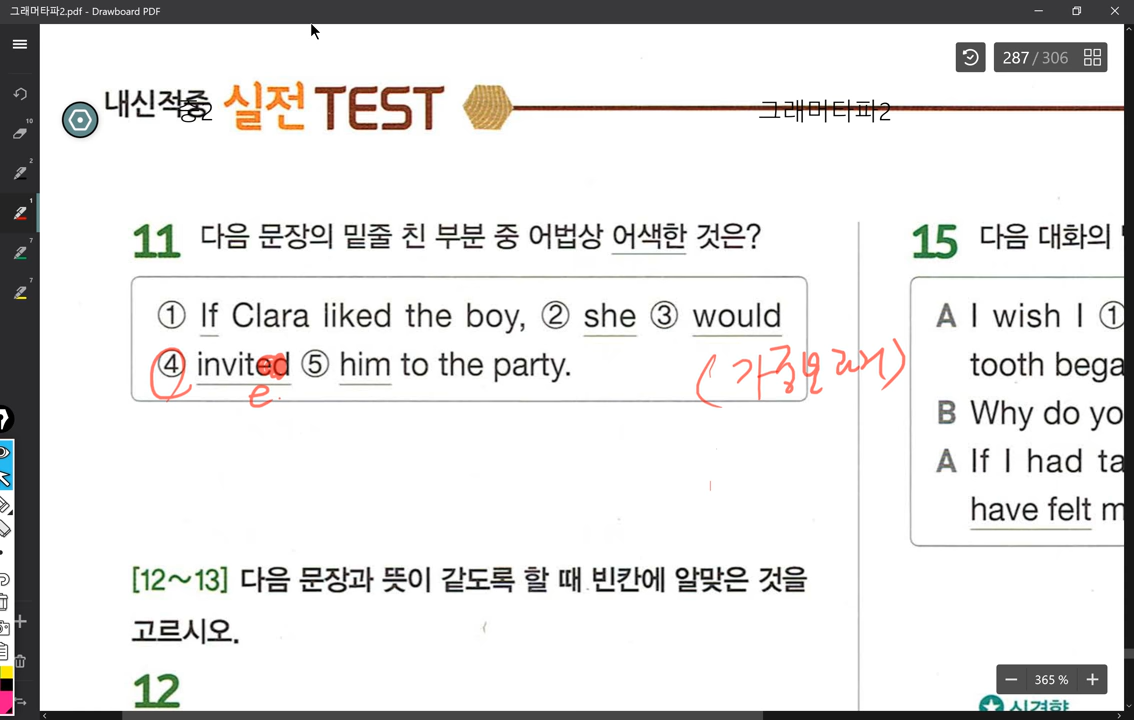 그래머타파2.pdf - Drawboard PDF
287 / 306
내신적중 실전 TEST
중2
그래머타파2
11 다음 문장의 밑줄 친 부분 중 어법상 어색한 것은?
① If Clara liked the boy, ② she ③ would
④ invited ⑤ him to the party.
e
(가정법 과거)
[12~13] 다음 문장과 뜻이 같도록 할 때 빈칸에 알맞은 것을
고르시오.
12
15 다음 대화의
A I wish I ①
tooth bega
B Why do yo
A If I had ta
have felt m
365 %
10
2
1
7
7